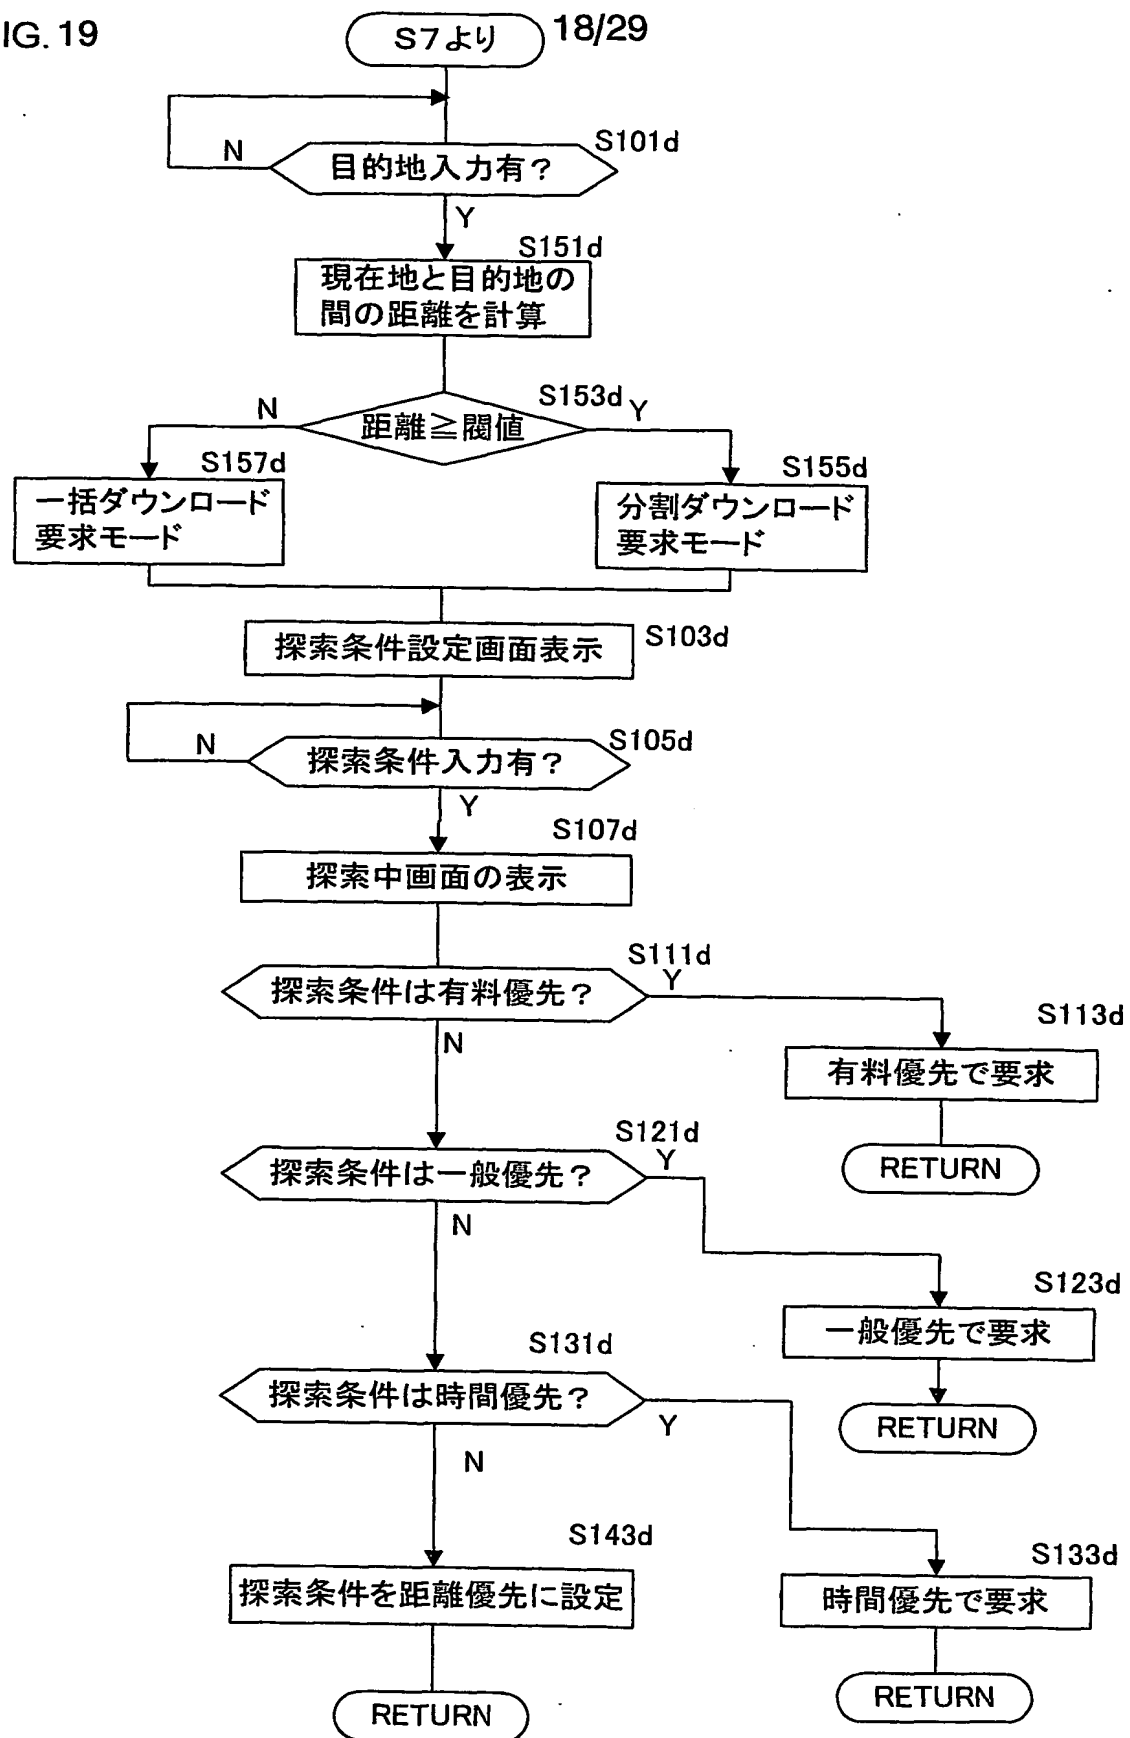 IG. 19
S7より
18/29
S101d
N
目的地入力有?
Y
S151d
現在地と目的地の
間の距離を計算
S153d
N
Y
距離≧閾値
S157d
S155d
一括ダウンロード
要求モード
分割ダウンロード
要求モード
探索条件設定画面表示
S103d
S105d
N
探索条件入力有?
Y
S107d
探索中画面の表示
S111d
Y
探索条件は有料優先?
S113d
N
有料優先で要求
S121d
Y
RETURN
探索条件は一般優先?
N
S123d
一般優先で要求
S131d
探索条件は時間優先?
Y
RETURN
N
S143d
S133d
探索条件を距離優先に設定
時間優先で要求
RETURN
RETURN